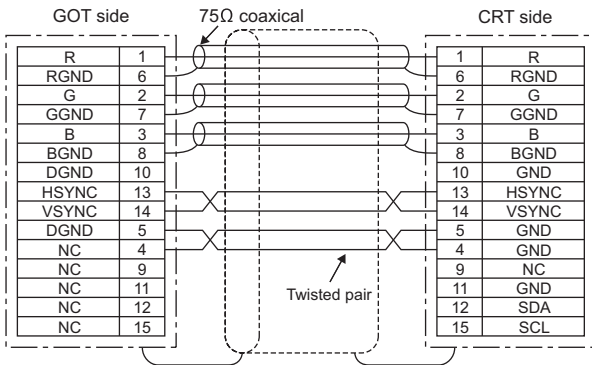 GOT side 75Ω coaxical CRT side
R 1 1 R
RGND 6 6 RGND
G 2 2 G
GGND 7 7 GGND
B 3 3 B
BGND 8 8 BGND
DGND 10 10 GND
HSYNC 13 13 HSYNC
VSYNC 14 14 VSYNC
DGND 5 5 GND
NC 4 4 GND
NC 9 9 NC
NC 11 11 GND
NC 12 12 SDA
NC 15 15 SCL
Twisted pair